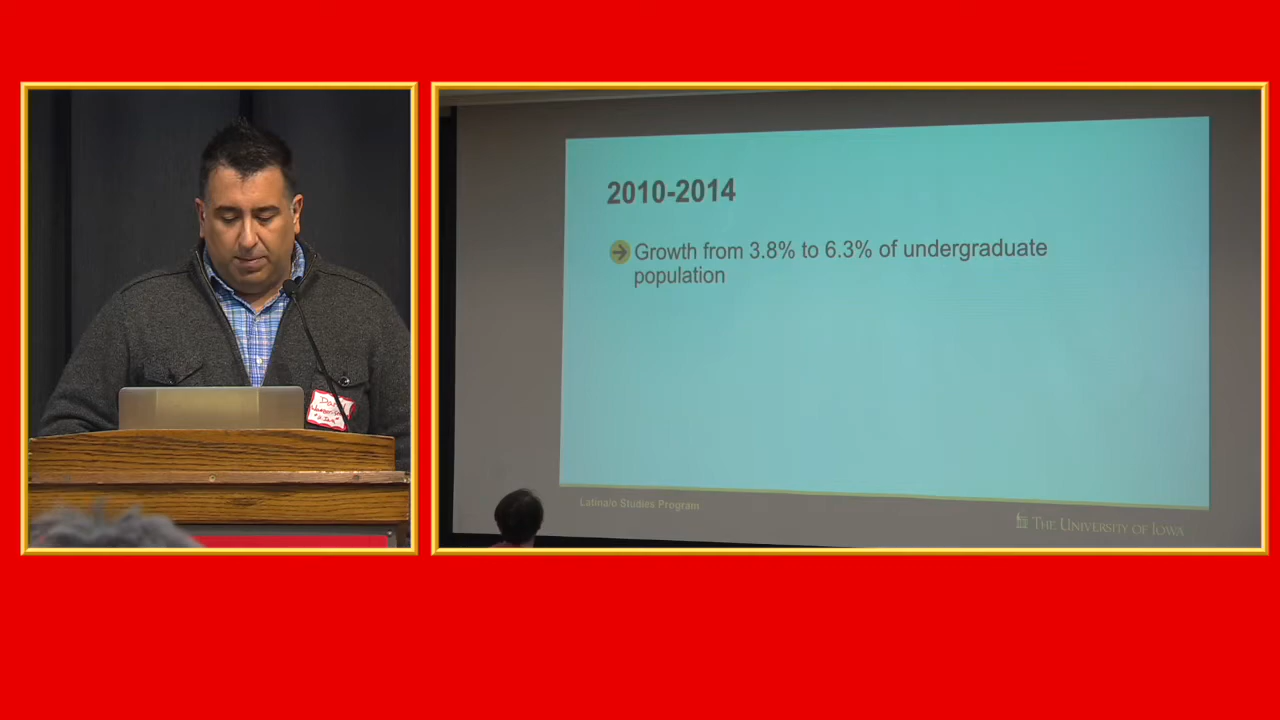 2010-2014
Growth from 3.8% to 6.3% of undergraduate
population
Latina/o Studies Program
THE UNIVERSITY OF IOWA